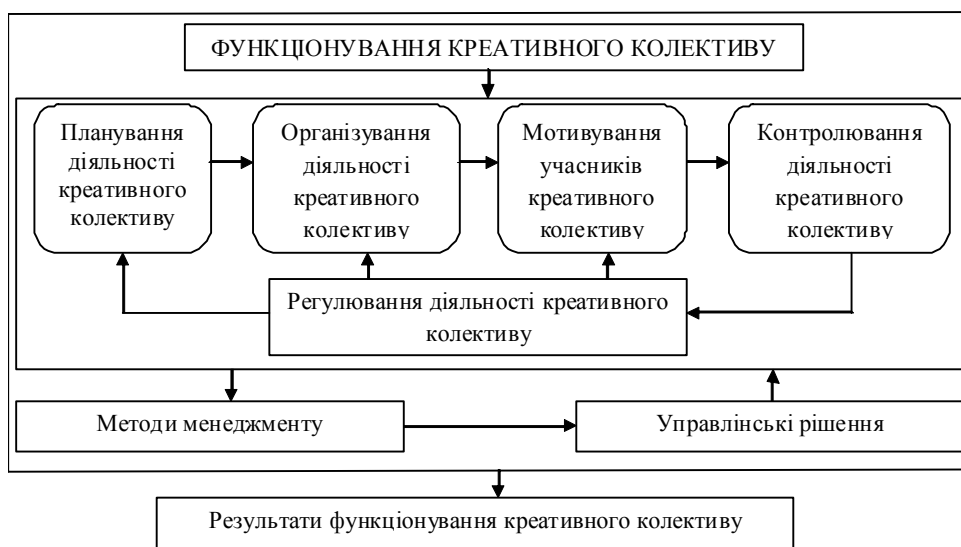 ФУНКЦІОНУВАННЯ КРЕАТИВНОГО КОЛЕКТИВУ
Планування
діяльності
креативного
колективу
Організування
діяльності
креативного
колективу
Мотивування
учасників
креативного
колективу
Контролювання
діяльності
креативного
колективу
Регулювання діяльності креативного
колективу
Методи менеджменту
Управлінські рішення
Результати функціонування креативного колективу